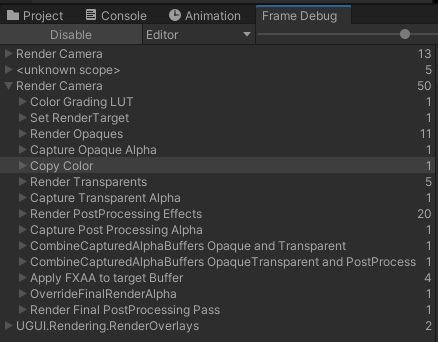 Project Console Animation Frame Debug
Disable Editor
Render Camera 13
<unknown scope> 5
Render Camera 50
Color Grading LUT 1
Set RenderTarget 1
Render Opaques 11
Capture Opaque Alpha 1
Copy Color 1
Render Transparents 5
Capture Transparent Alpha 1
Render PostProcessing Effects 20
Capture Post Processing Alpha 1
CombineCapturedAlphaBuffers Opaque and Transparent 1
CombineCapturedAlphaBuffers OpaqueTransparent and PostProcess 1
Apply FXAA to target Buffer 4
OverrideFinalRenderAlpha 1
Render Final PostProcessing Pass 1
UGUI.Rendering.RenderOverlays 2